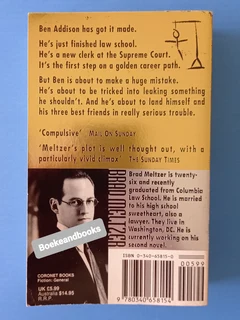 Ben Addison has got it made.
He's just finished law school.
He's a new clerk at the Supreme Court.
It's the first step on a golden career path.
But Ben is about to make a huge mistake.
He's about to be tricked into leaking something
he shouldn't. And he's about to land himself and
his three best friends in really serious trouble.
'Compulsive' MAIL ON SUNDAY
'Meltzer's plot is well thought out, with a
particularly vivid climax' THE SUNDAY TIMES
BRAD MELTZER
Brad Meltzer is twenty-
six and recently
graduated from Columbia
Law School. He is married
to his high school
sweetheart, also a
lawyer. They live in
Washington, DC. He is
currently working on his
second novel.
Boekeandbooks
CORONET BOOKS
Fiction: General
UK £5.99
Australia $14.95
R.R.P.
ISBN 0-340-65815-0
00599
9 780340 658154